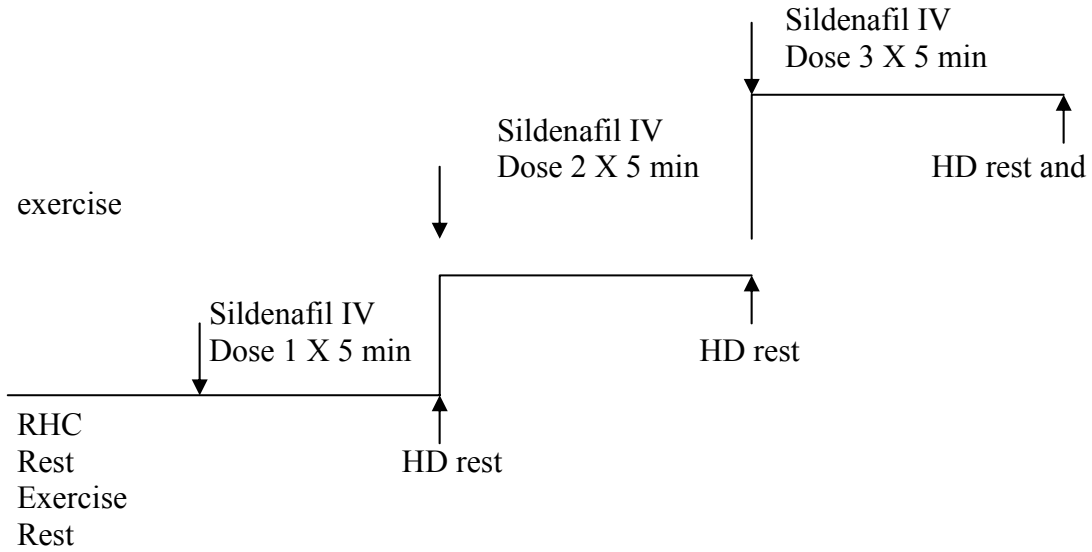 Sildenafil IV
Dose 3 X 5 min
Sildenafil IV
Dose 2 X 5 min
HD rest and
exercise
Sildenafil IV
Dose 1 X 5 min
HD rest
RHC
Rest
HD rest
Exercise
Rest